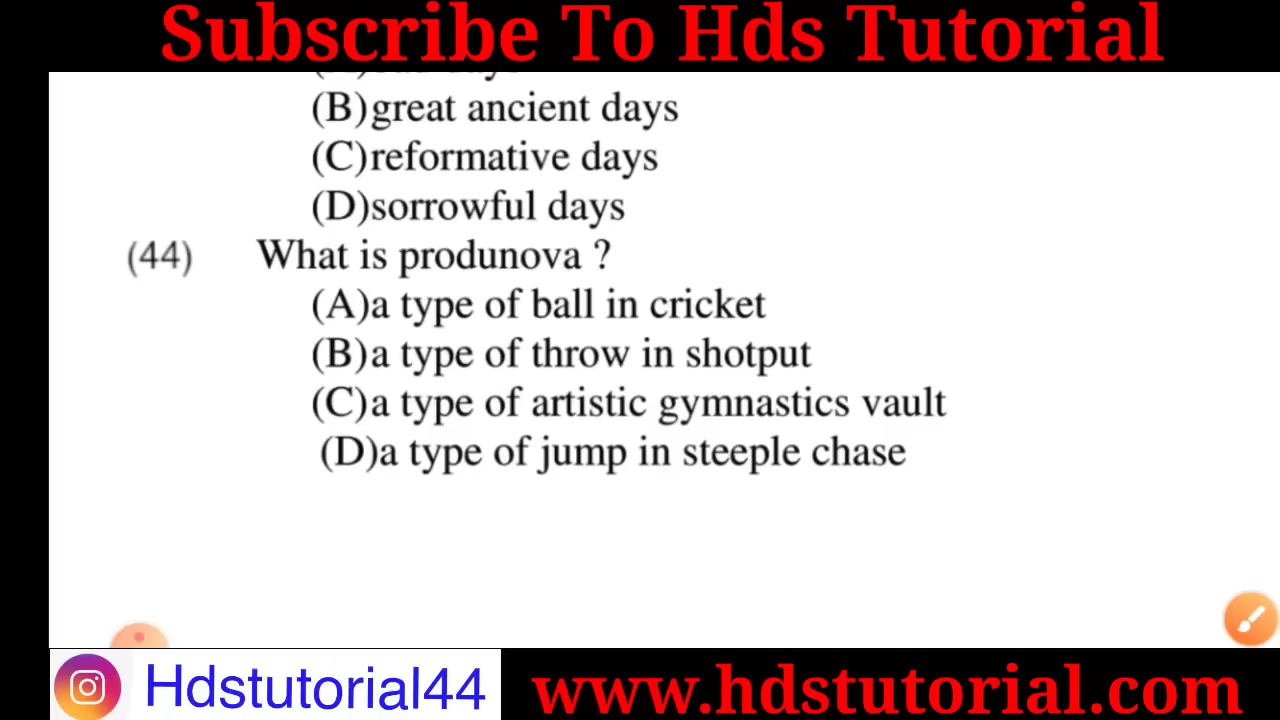 Subscribe To Hds Tutorial
(B)great ancient days
(C)reformative days
(D)sorrowful days
(44) What is produnova ?
(A)a type of ball in cricket
(B)a type of throw in shotput
(C)a type of artistic gymnastics vault
(D)a type of jump in steeple chase
Hdstutorial44
www.hdstutorial.com